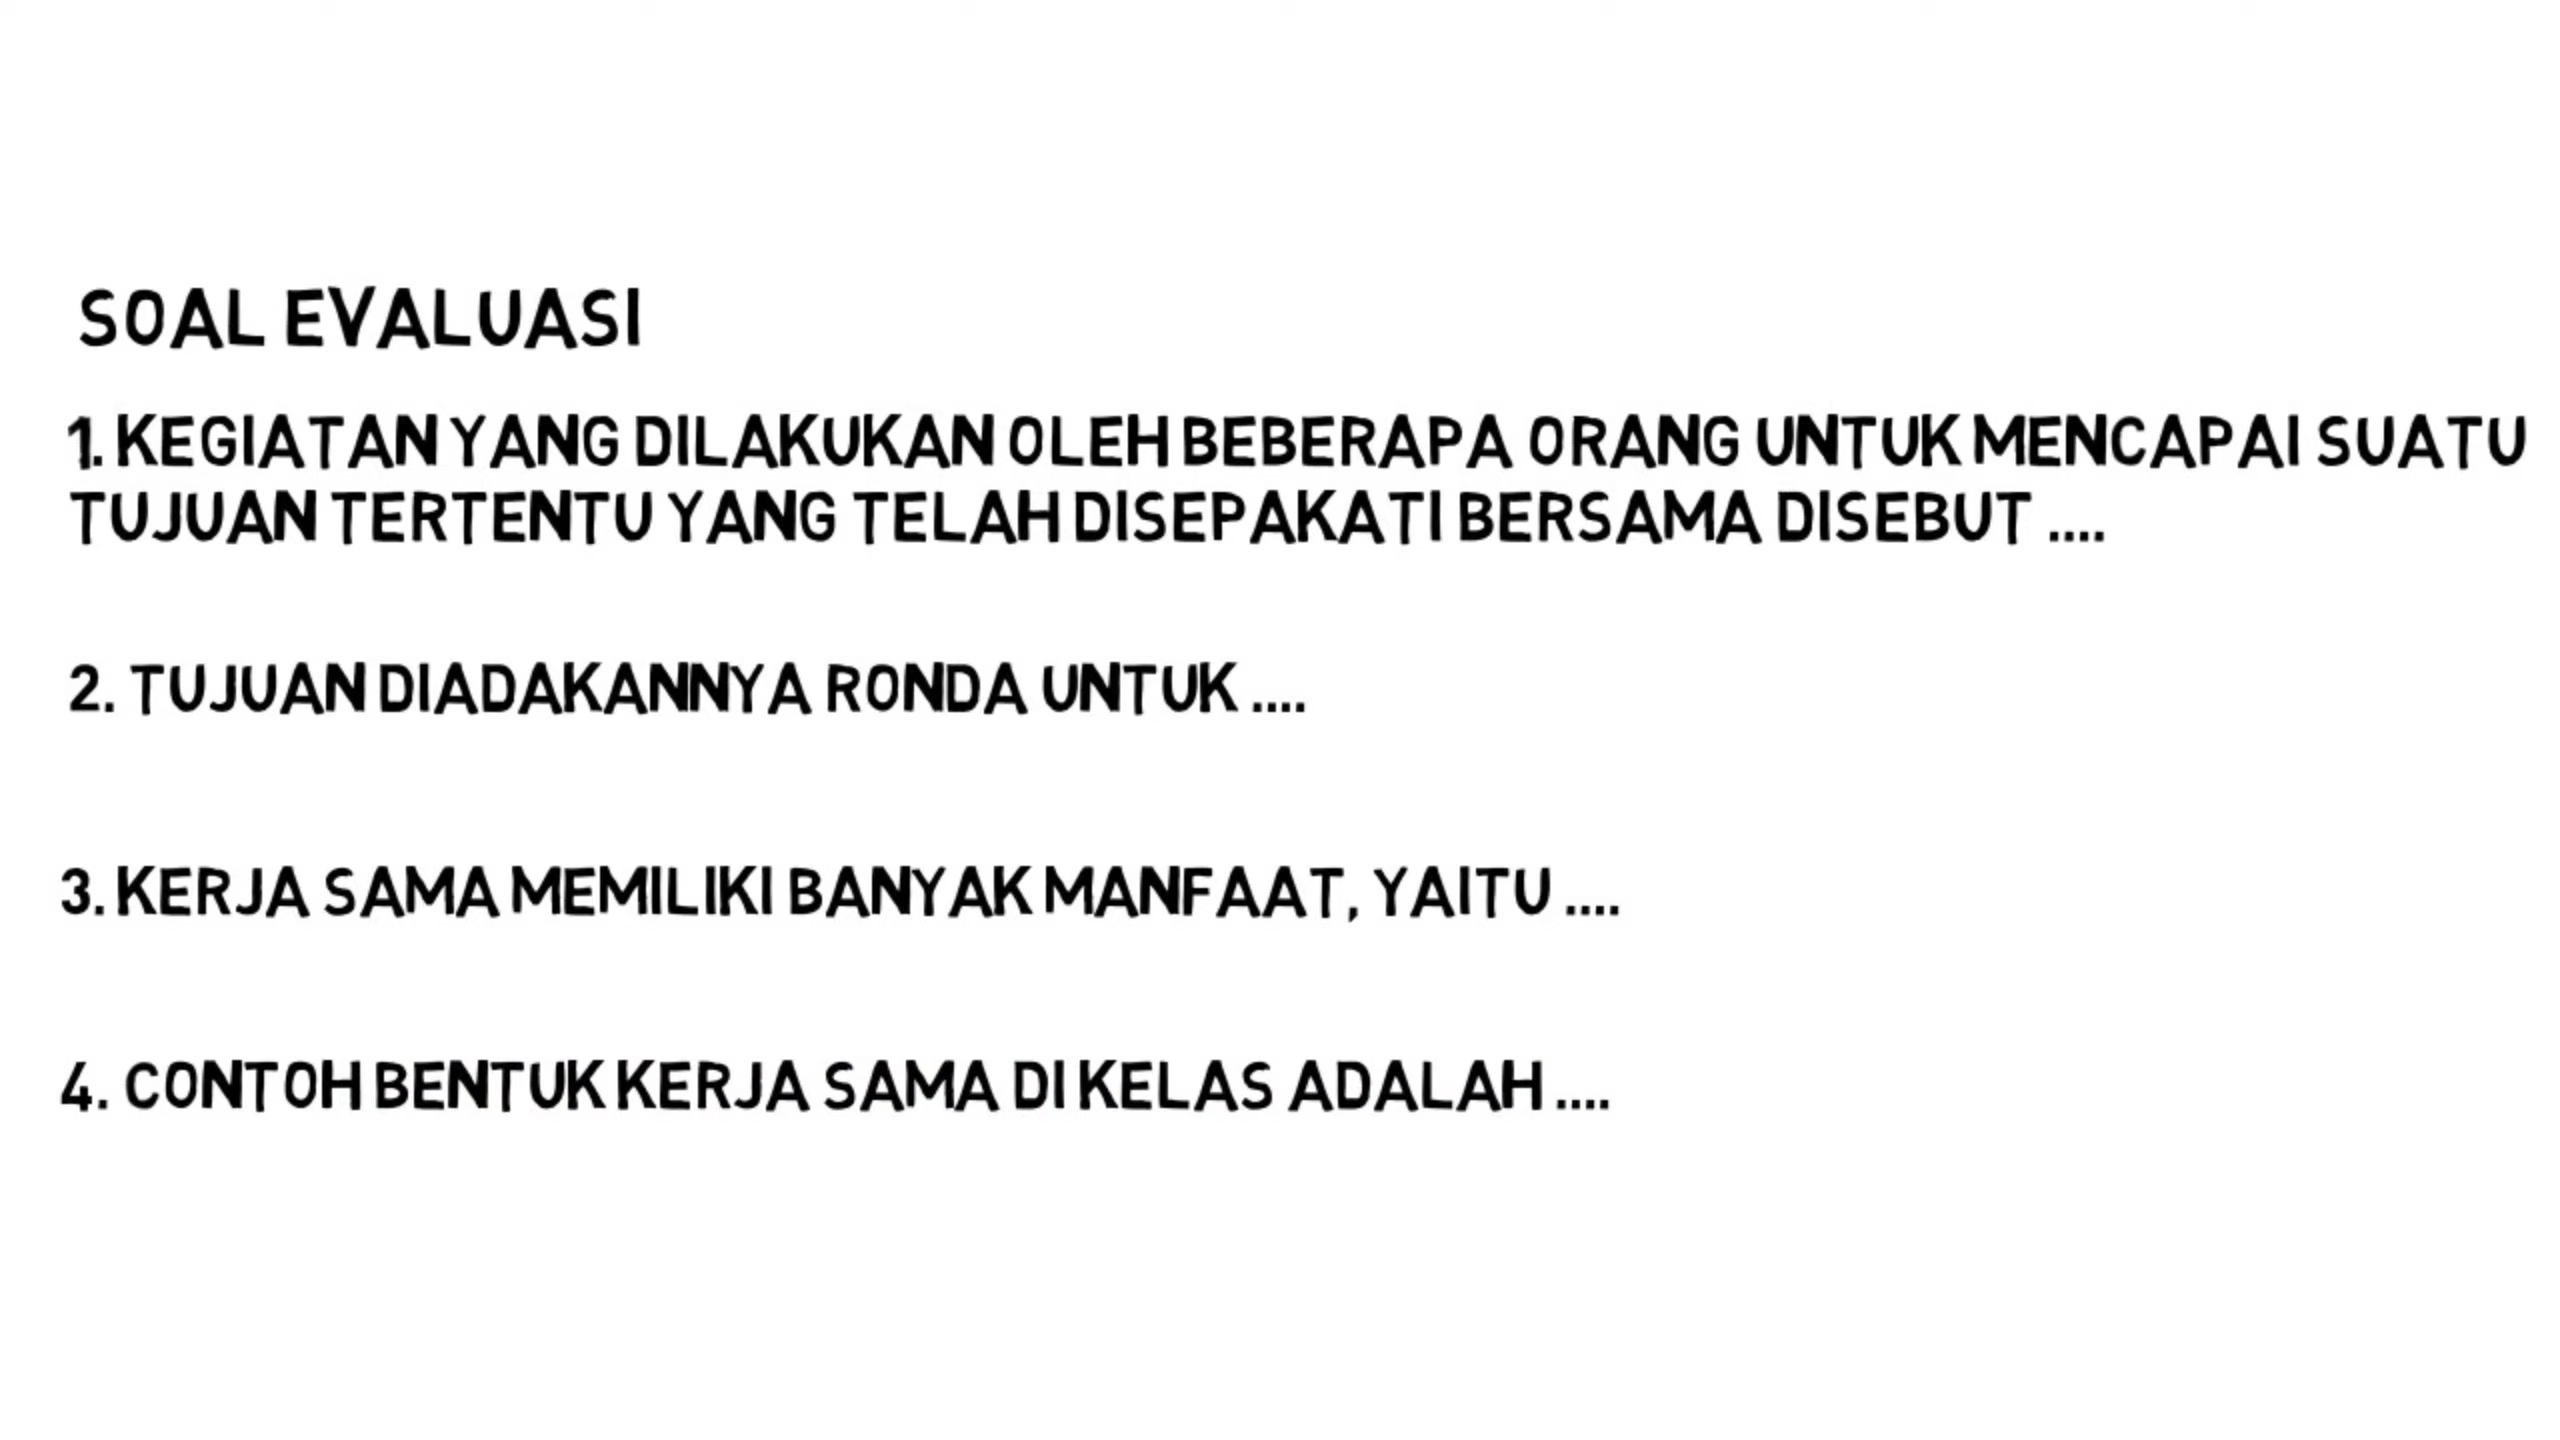 SOAL EVALUASI
1. KEGIATAN YANG DILAKUKAN OLEH BEBERAPA ORANG UNTUK MENCAPAI SUATU
TUJUAN TERTENTU YANG TELAH DISEPAKATI BERSAMA DISEBUT ....
2. TUJUAN DIADAKANNYA RONDA UNTUK ....
3. KERJA SAMA MEMILIKI BANYAK MANFAAT, YAITU ....
4. CONTOH BENTUK KERJA SAMA DI KELAS ADALAH ....